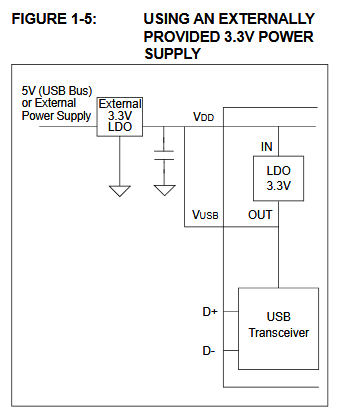 FIGURE 1-5: USING AN EXTERNALLY
PROVIDED 3.3V POWER
SUPPLY
5V (USB Bus)
or External
Power Supply
External
3.3V
LDO
VDD
IN
LDO
3.3V
VUSB
OUT
D+
USB
Transceiver
D-